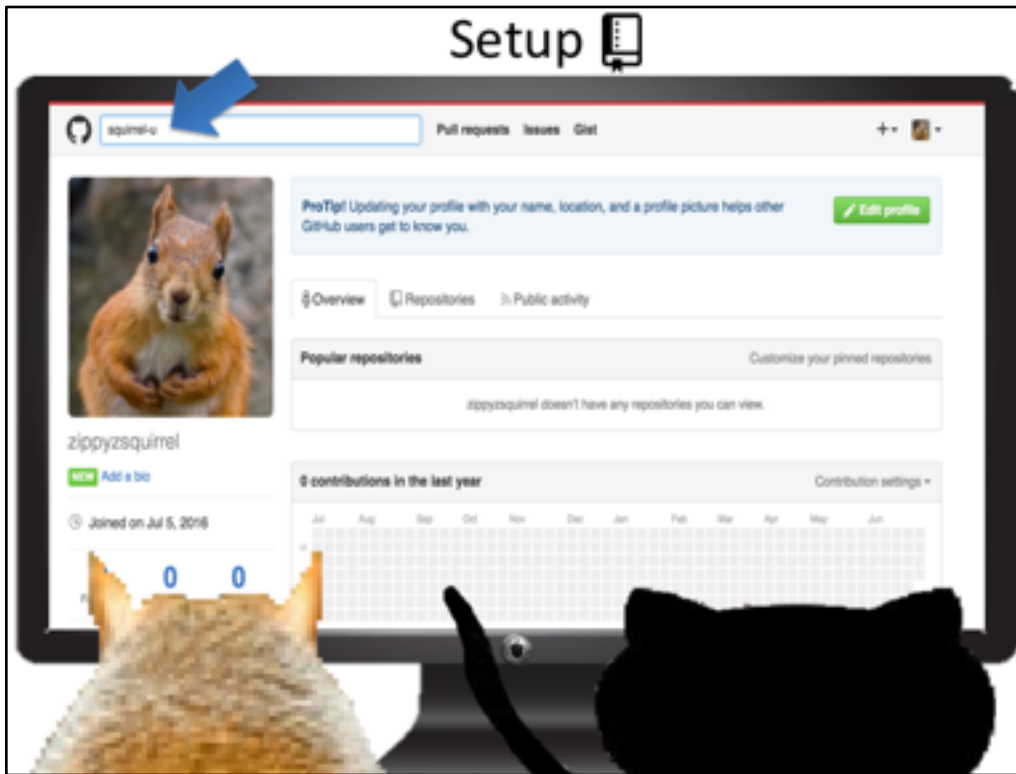 Setup
squirrel-u
Pull requests Issues Gist
ProTip! Updating your profile with your name, location, and a profile picture helps other
GitHub users get to know you.
Edit profile
Overview Repositories Public activity
Popular repositories Customize your pinned repositories
zippyzsquirrel doesn't have any repositories you can view.
zippyzsquirrel
NEW Add a bio
0 contributions in the last year Contribution settings
Joined on Jul 5, 2016
Jul Aug Sep Oct Nov Dec Jan Feb Mar Apr May Jun
0 0